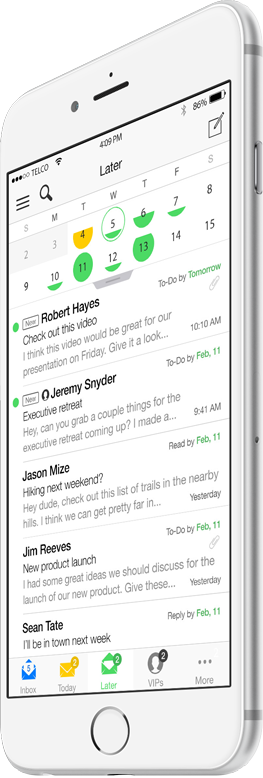 TELCO 4:09 PM 86%
Later
S M T W T F S
2 3 4 5 6 7 8
9 10 11 12 13 14 15
To-Do by Tomorrow
New Robert Hayes
Check out this video
I think this video would be great for our
presentation on Friday. Give it a look... 10:10 AM
To-Do by Feb, 11
New Jeremy Snyder
Executive retreat
Hey, can you grab a couple things for the
executive retreat coming up? I made a... 9:41 AM
Read by Feb, 11
Jason Mize
Hiking next weekend?
Hey dude, check out this list of trails in the nearby
hills. I think we can get pretty far in... Yesterday
To-Do by Feb, 11
Jim Reeves
New product launch
I had some great ideas we should discuss for the
launch of our new product. Give these... Yesterday
Reply by Feb, 11
Sean Tate
I'll be in town next week
5 2 2 2
Inbox Today Later VIPs More